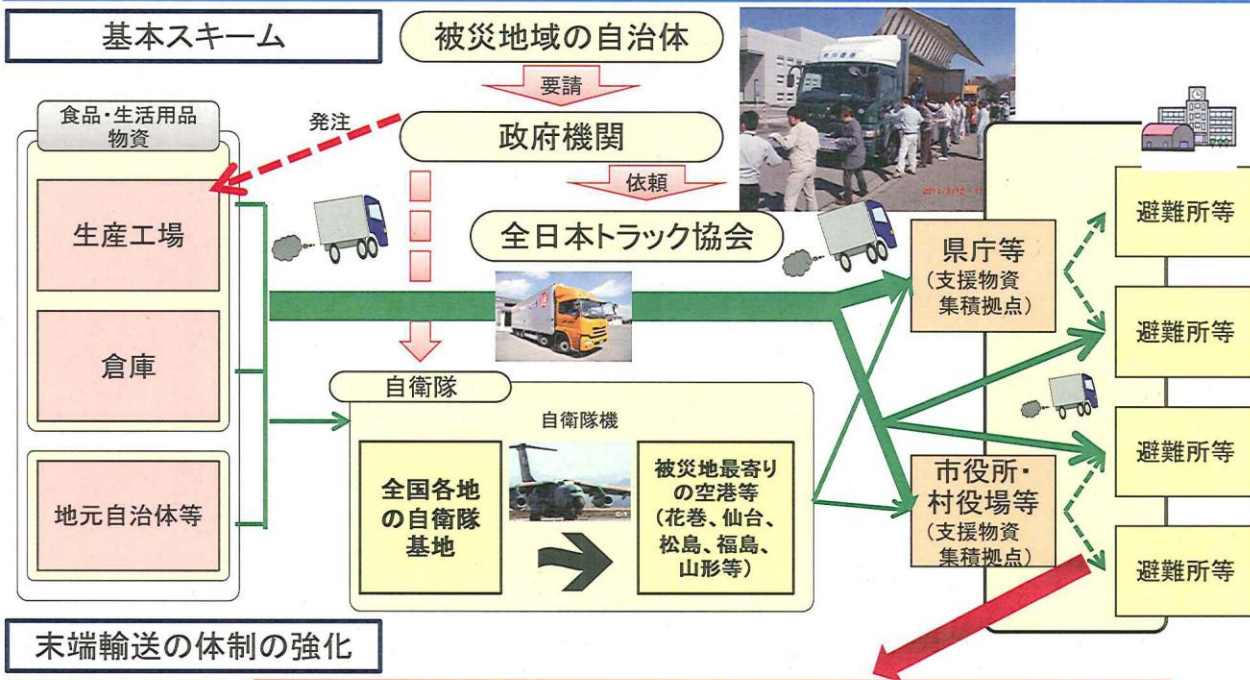 基本スキーム
被災地域の自治体
要請
食品・生活用品
物資
発注
政府機関
依頼
生産工場
全日本トラック協会
倉庫
地元自治体等
県庁等
(支援物資
集積拠点)
避難所等
避難所等
避難所等
避難所等
自衛隊
自衛隊機
全国各地
の自衛隊
基地
C-1
被災地最寄り
の空港等
(花巻、仙台、
松島、福島、
山形等)
市役所・
村役場等
(支援物資
集積拠点)
末端輸送の体制の強化